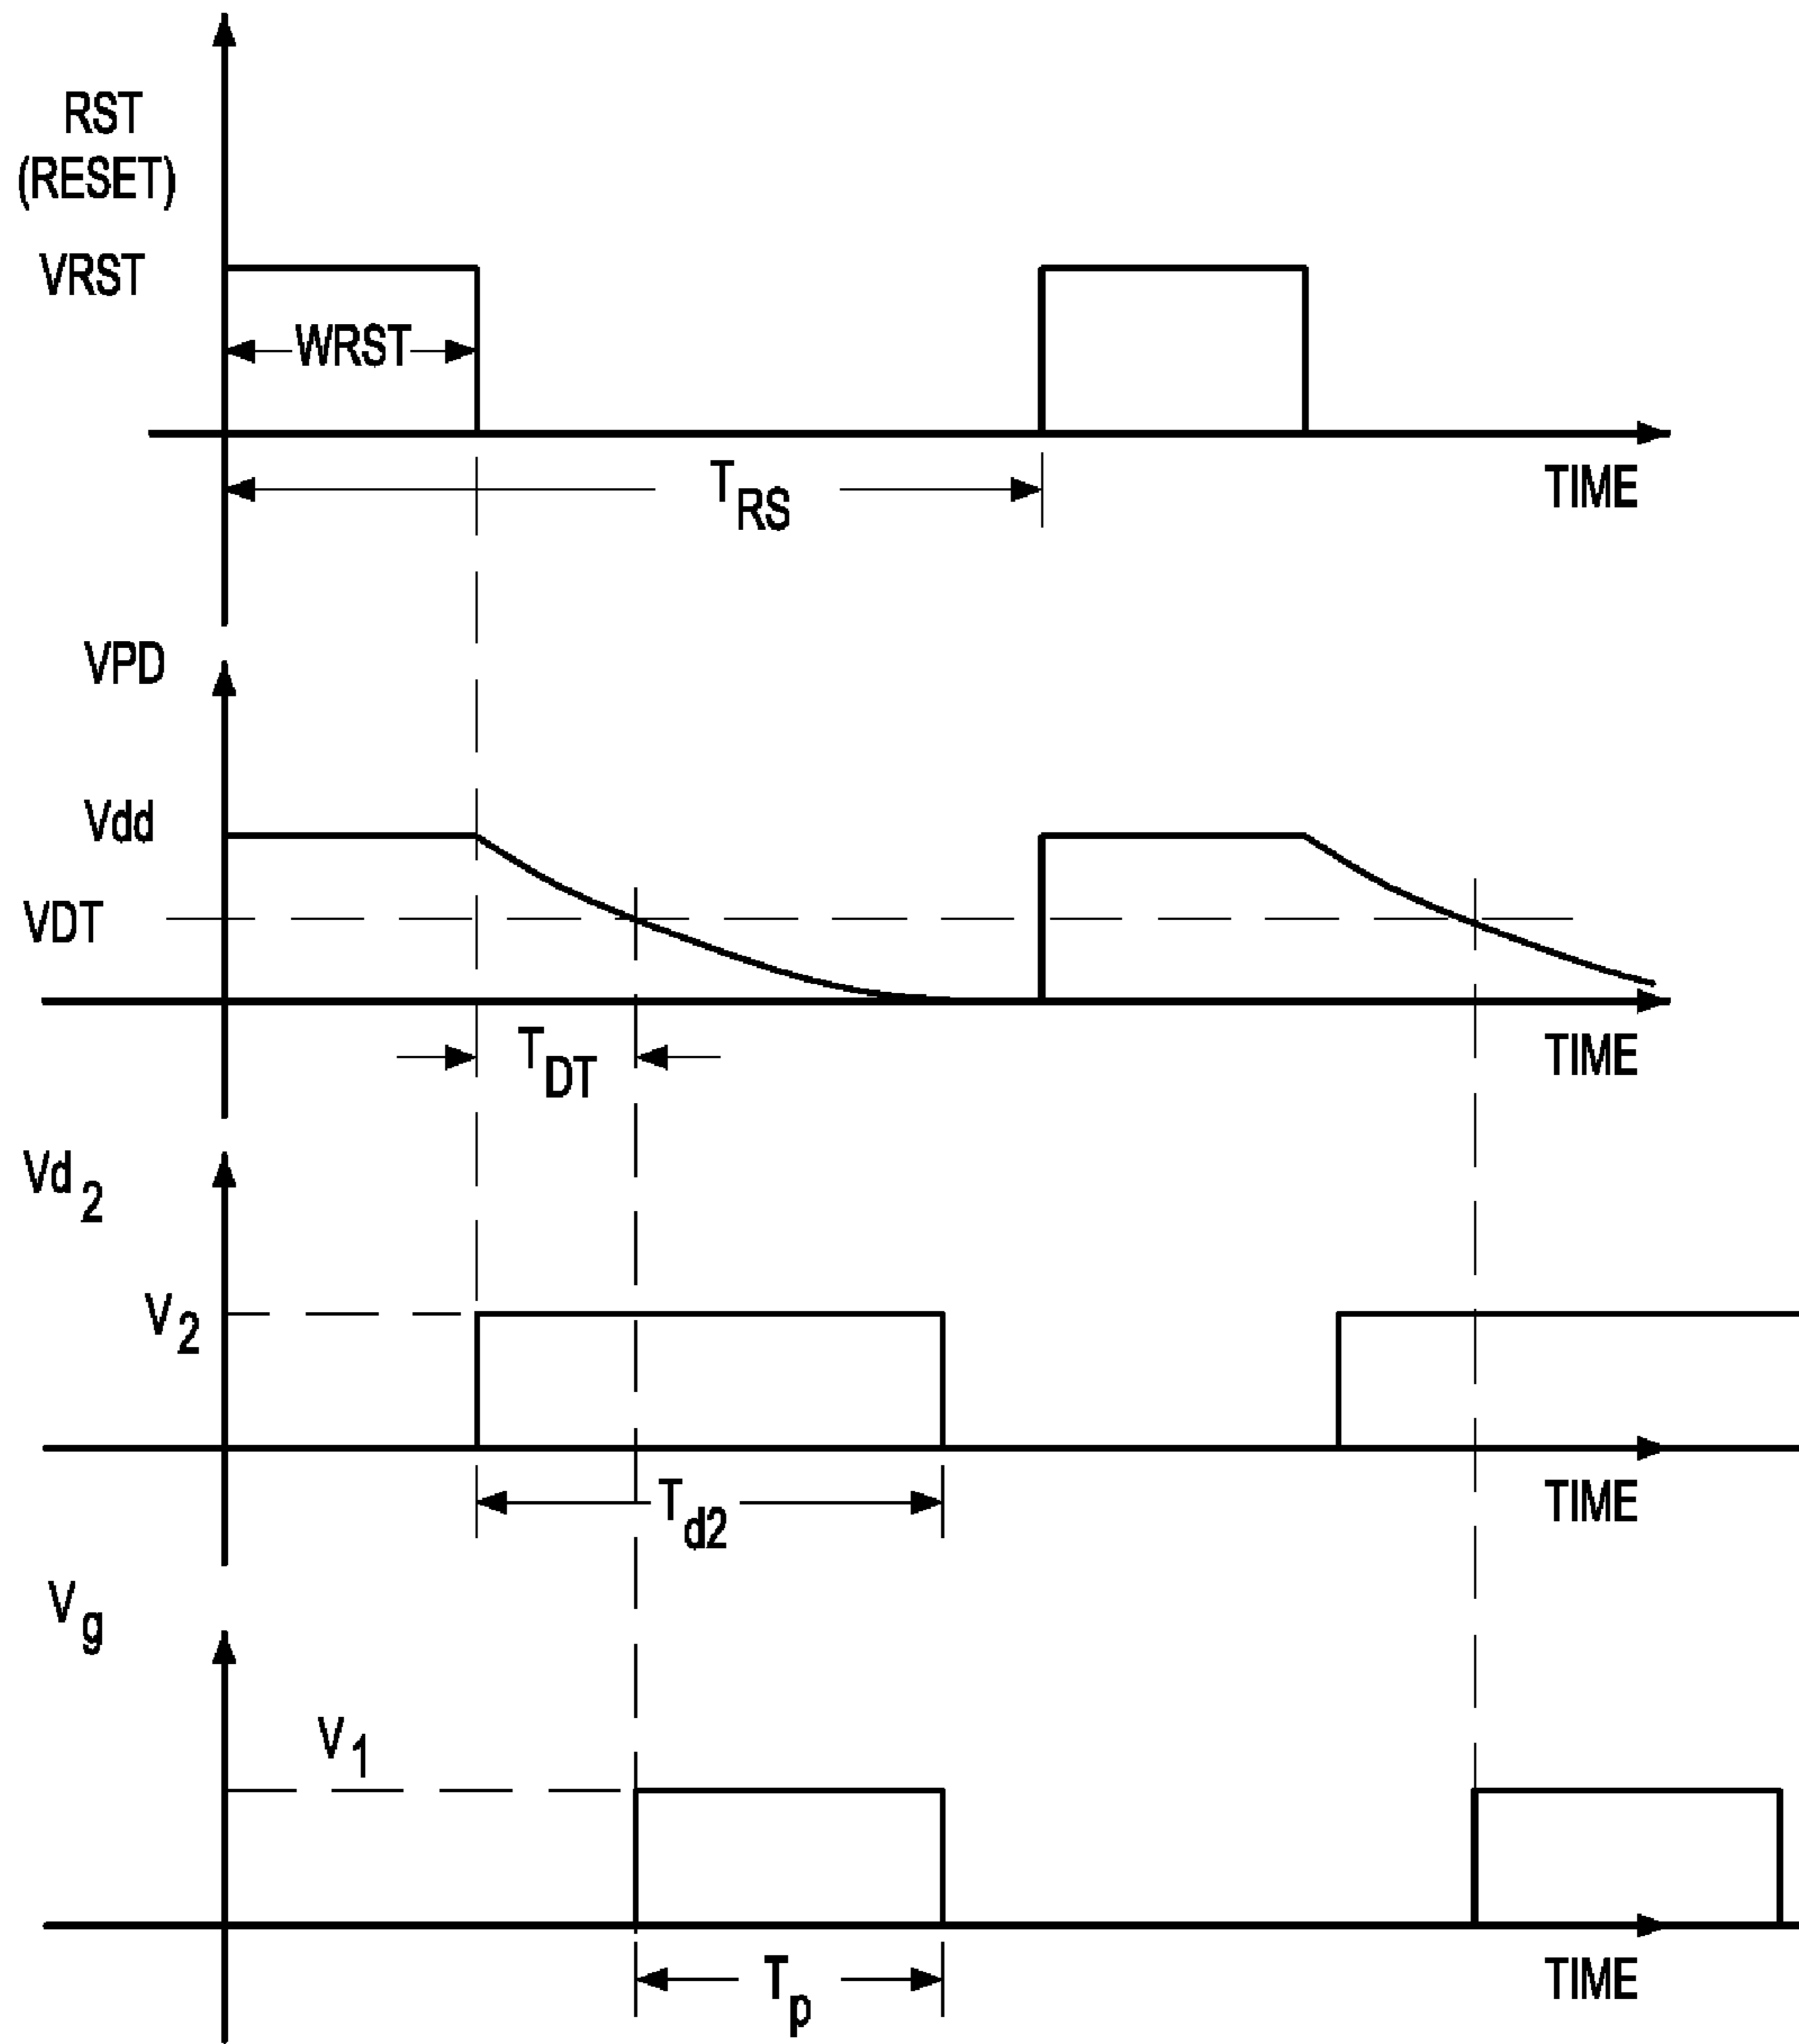 RST
(RESET)
VRST
WRST
TRS
TIME
VPD
Vdd
VDT
TDT
TIME
Vd2
V2
Td2
TIME
Vg
V1
Tp
TIME